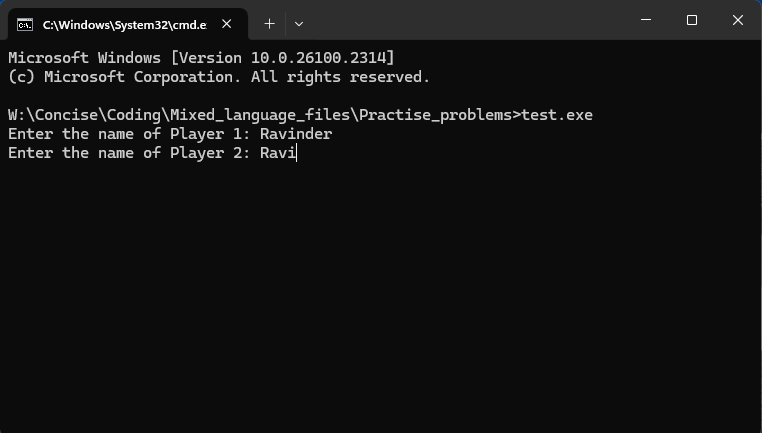 C:\Windows\System32\cmd.e
Microsoft Windows [Version 10.0.26100.2314]
(c) Microsoft Corporation. All rights reserved.
W:\Concise\Coding\Mixed_language_files\Practise_problems>test.exe
Enter the name of Player 1: Ravinder
Enter the name of Player 2: Ravi